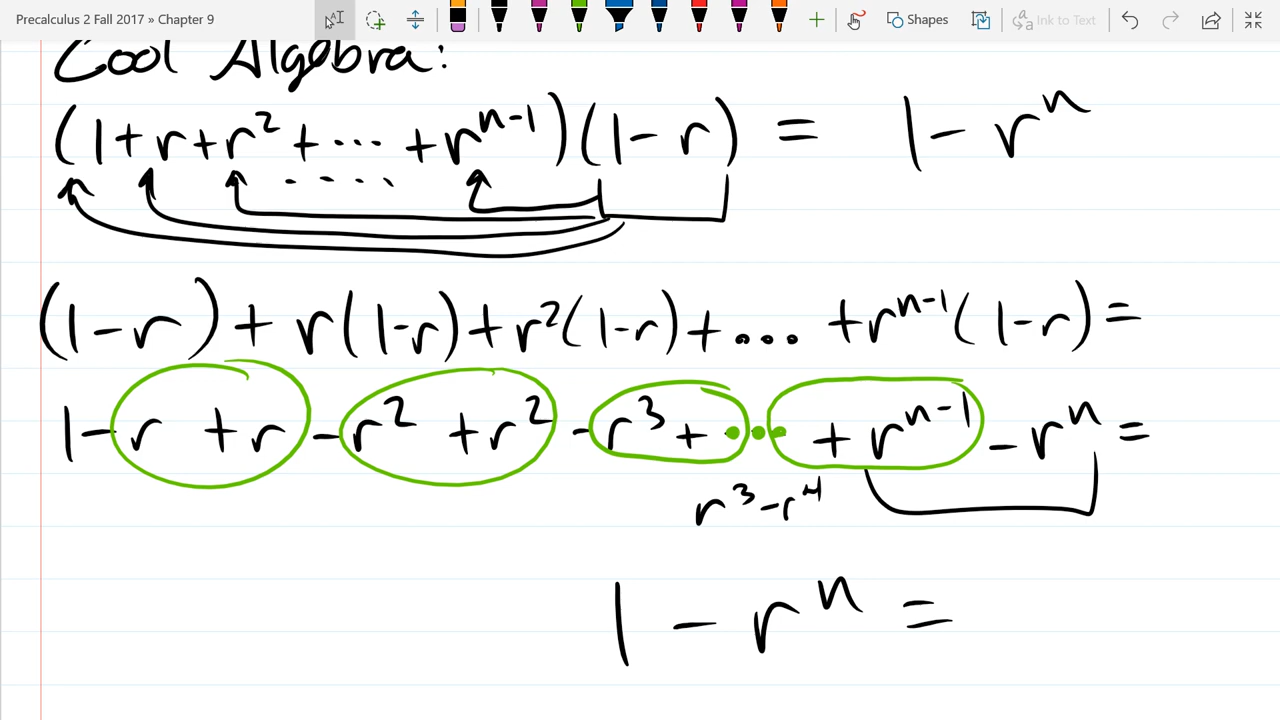 Precalculus 2 Fall 2017 » Chapter 9
Shapes
Ink to Text
Cool Algebra:
(1+r+r²+⋯+rⁿ⁻¹)(1-r) = 1-rⁿ
(1-r)+r(1-r)+r²(1-r)+...+rⁿ⁻¹(1-r)=
1-r+r-r²+r²-r³+...+rⁿ⁻¹-rⁿ=
r³-r⁴
1-rⁿ=